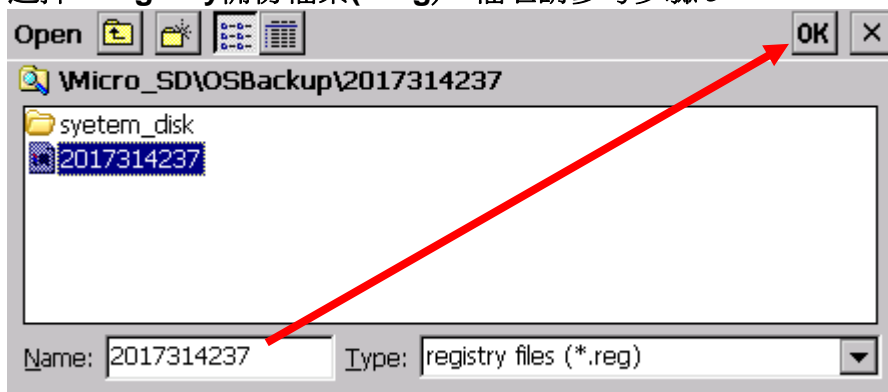 Open OK ×
\Micro_SD\OSBackup\2017314237
syetem_disk
2017314237
Name: 2017314237 Type: registry files (*.reg)